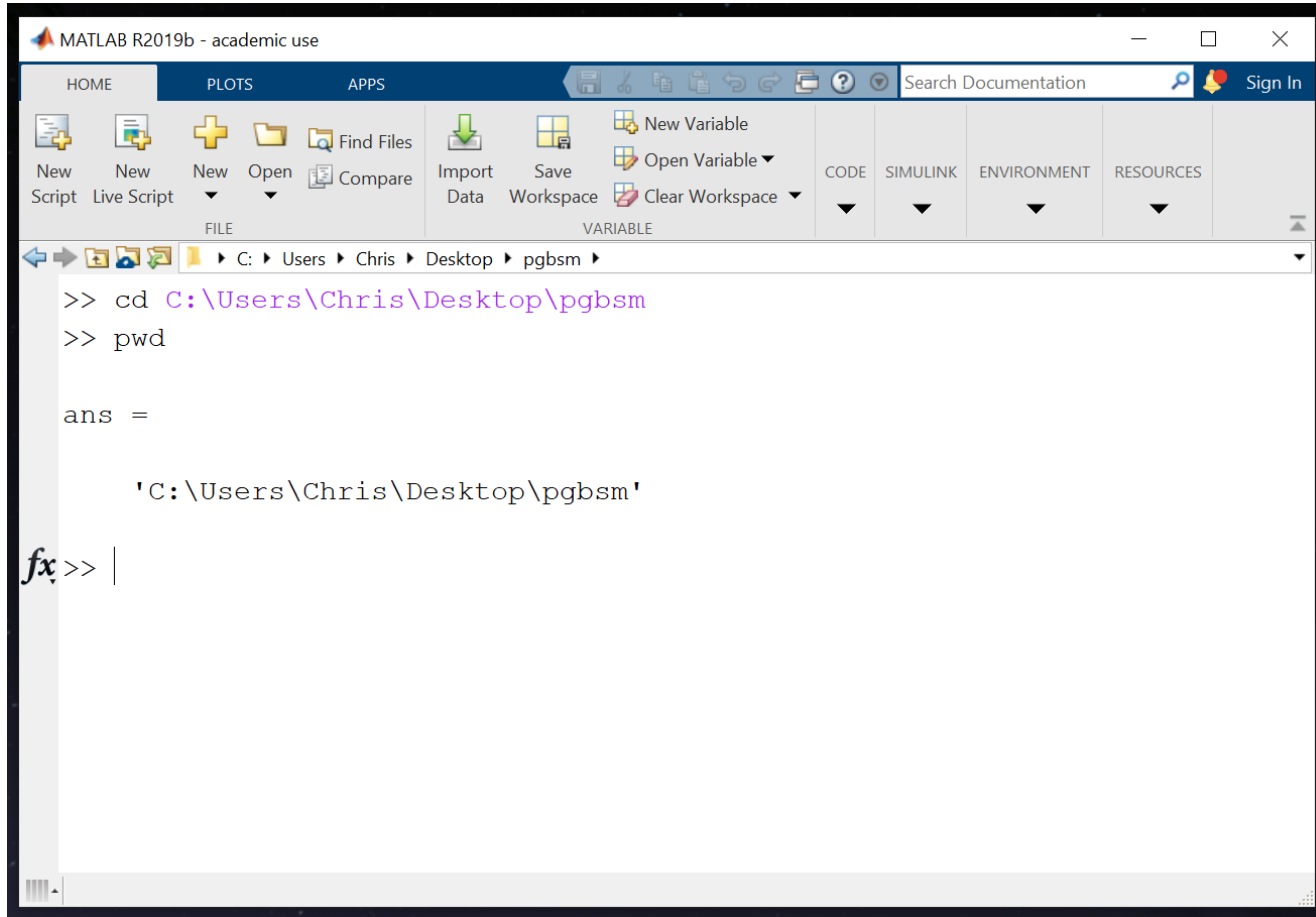 MATLAB R2019b - academic use
HOME PLOTS APPS Search Documentation Sign In
New Script
New Live Script
New
Open
Find Files
Compare
FILE
Import Data
Save Workspace
New Variable
Open Variable
Clear Workspace
VARIABLE
CODE
SIMULINK
ENVIRONMENT
RESOURCES
C: Users Chris Desktop pgbsm
>> cd C:\Users\Chris\Desktop\pgbsm
>> pwd
ans =
'C:\Users\Chris\Desktop\pgbsm'
fx >>